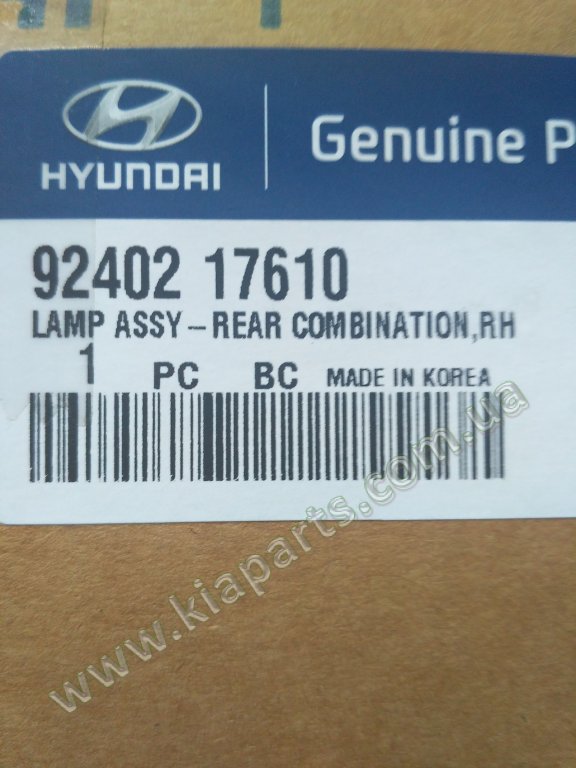 HYUNDAI
Genuine P
92402 17610
LAMP ASSY-REAR COMBINATION,RH
1 PC BC MADE IN KOREA
www.kiaparts.com.ua